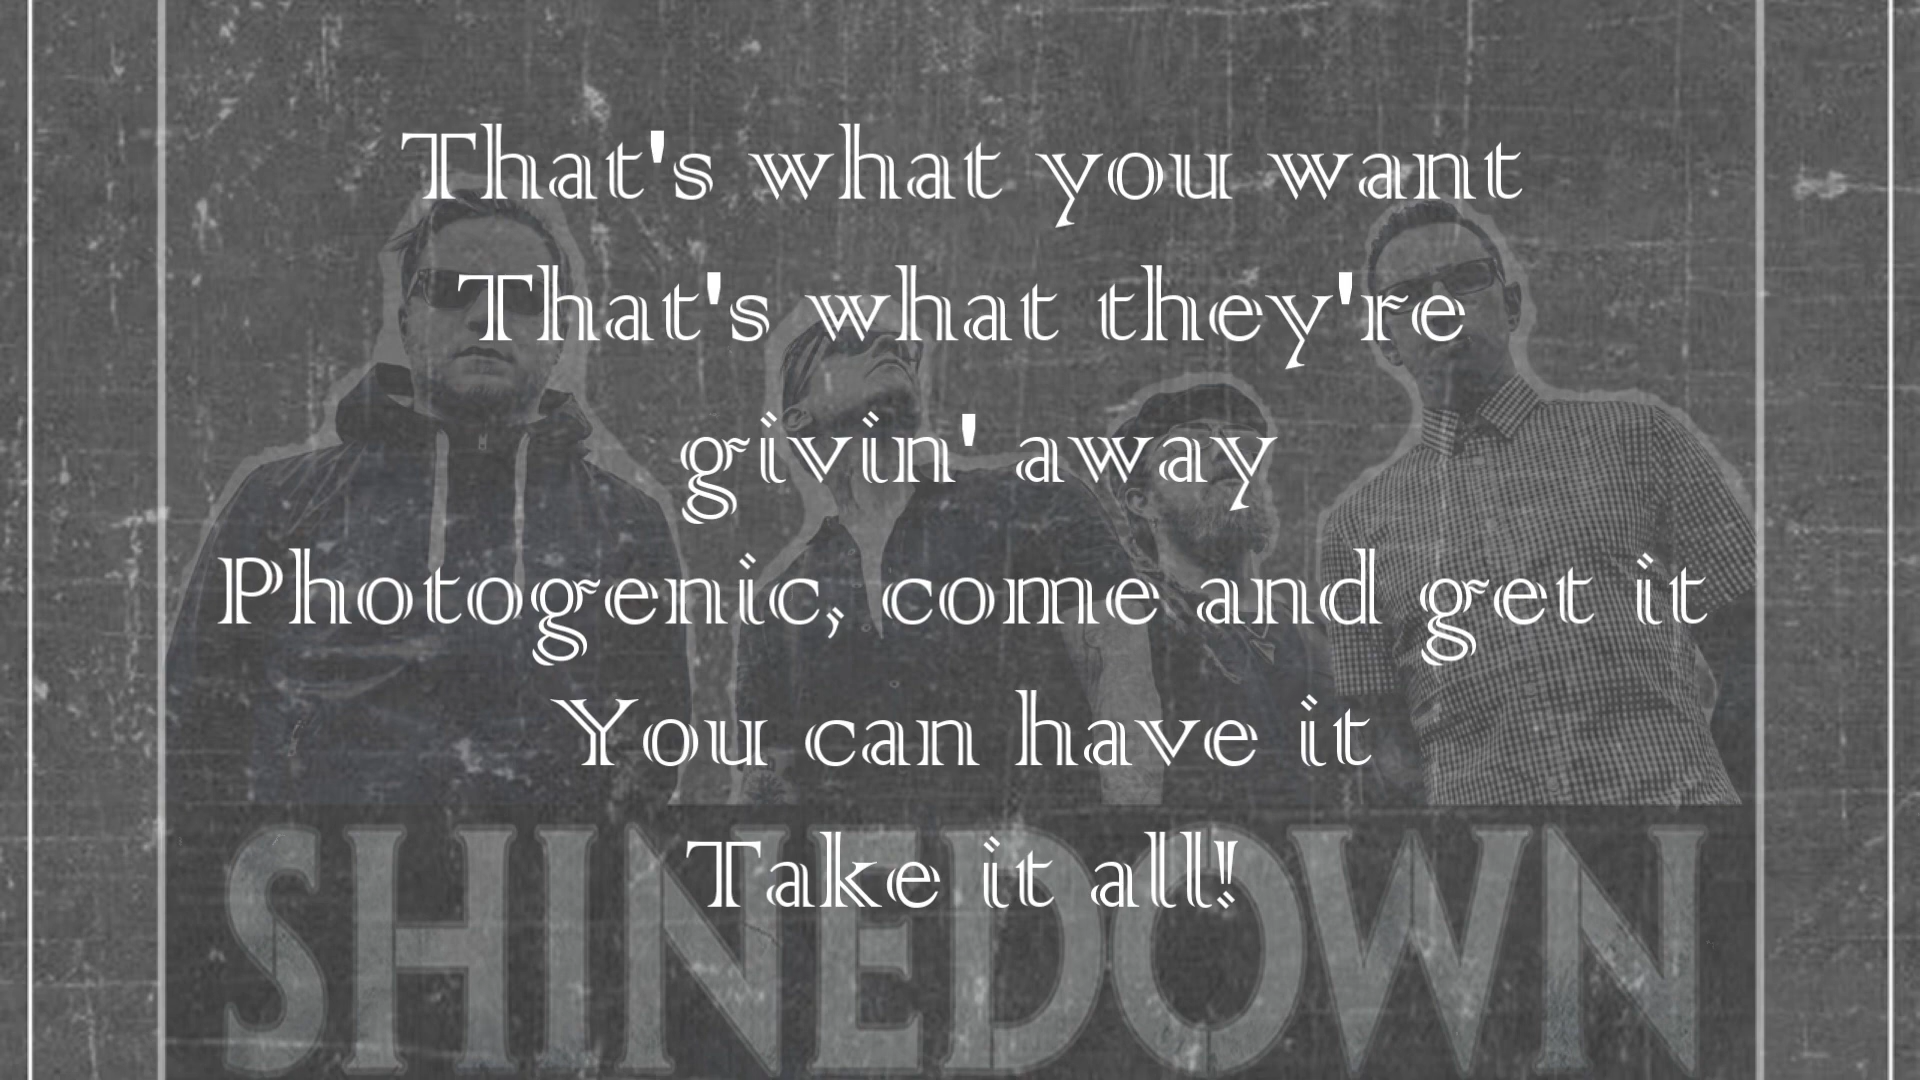 That's what you want
That's what they're
givin' away
Photogenic, come and get it
You can have it
Take it all!
SHINEDOWN